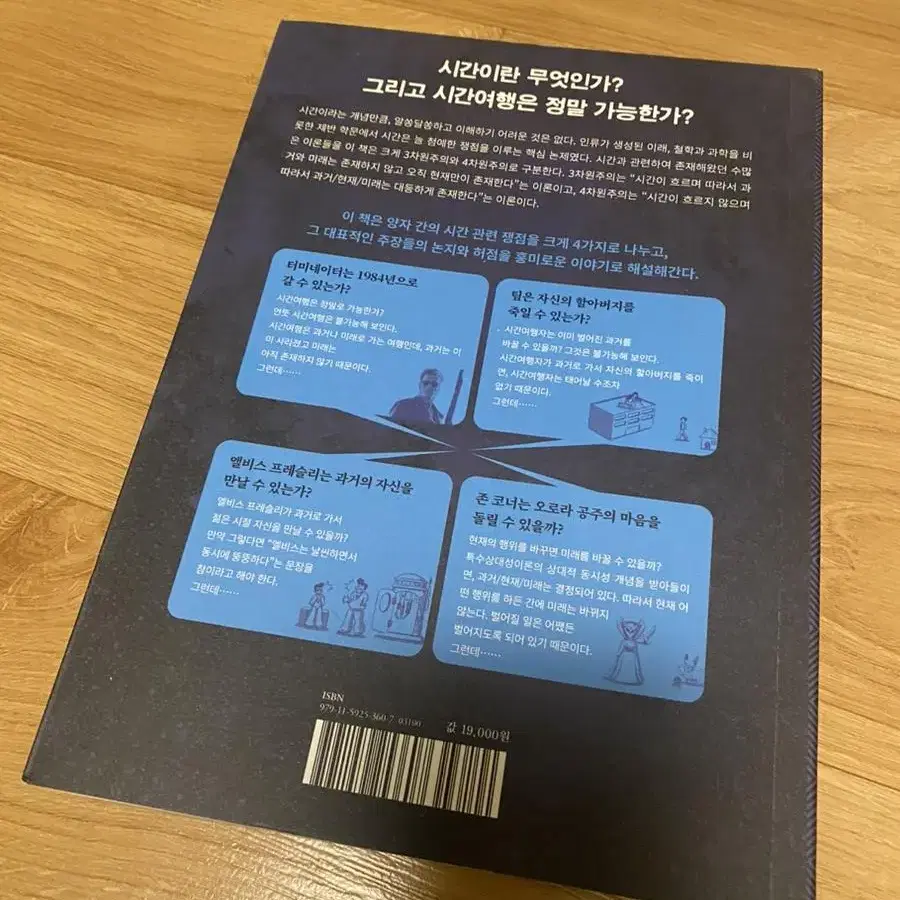 시간이란 무엇인가?
그리고 시간여행은 정말 가능한가?
시간이라는 개념만큼, 알쏭달쏭하고 이해하기 어려운 것은 없다. 인류가 생성된 이래, 철학과 과학을 비
롯한 제반 학문에서 시간은 늘 첨예한 쟁점을 이루는 핵심 논제였다. 시간과 관련하여 존재해왔던 수많
은 이론들을 이 책은 크게 3차원주의와 4차원주의로 구분한다. 3차원주의는 “시간이 흐르며 따라서 과
거와 미래는 존재하지 않고 오직 현재만이 존재한다”는 이론이고, 4차원주의는 “시간이 흐르지 않으며
따라서 과거/현재/미래는 대등하게 존재한다”는 이론이다.
이 책은 양자 간의 시간 관련 쟁점을 크게 4가지로 나누고,
그 대표적인 주장들의 논지와 허점을 흥미로운 이야기로 해설해간다.
터미네이터는 1984년으로
갈 수 있는가?
시간여행은 정말로 가능한가?
언뜻 시간여행은 불가능해 보인다.
시간여행은 과거나 미래로 가는 여행인데, 과거는 이
미 사라졌고 미래는
아직 존재하지 않기 때문이다.
그런데……
팀은 자신의 할아버지를
죽일 수 있는가?
시간여행자는 이미 벌어진 과거를
바꿀 수 있을까? 그것은 불가능해 보인다.
시간여행자가 과거로 가서 자신의 할아버지를 죽이
면, 시간여행자는 태어날 수조차
없기 때문이다.
그런데……
엘비스 프레슬리는 과거의 자신을
만날 수 있는가?
엘비스 프레슬리가 과거로 가서
젊은 시절 자신을 만날 수 있을까?
만약 그렇다면 “엘비스는 날씬하면서
동시에 뚱뚱하다”는 문장을
참이라고 해야 한다.
그런데……
존 코너는 오로라 공주의 마음을
돌릴 수 있을까?
현재의 행위를 바꾸면 미래를 바꿀 수 있을까?
특수상대성이론의 상대적 동시성 개념을 받아들이
면, 과거/현재/미래는 결정되어 있다. 따라서 현재 어
떤 행위를 하든 간에 미래는 바뀌지
않는다. 벌어질 일은 어쨌든
벌어지도록 되어 있기 때문이다.
그런데……
ISBN
979-11-5925-360-7 03100
값 19,000원